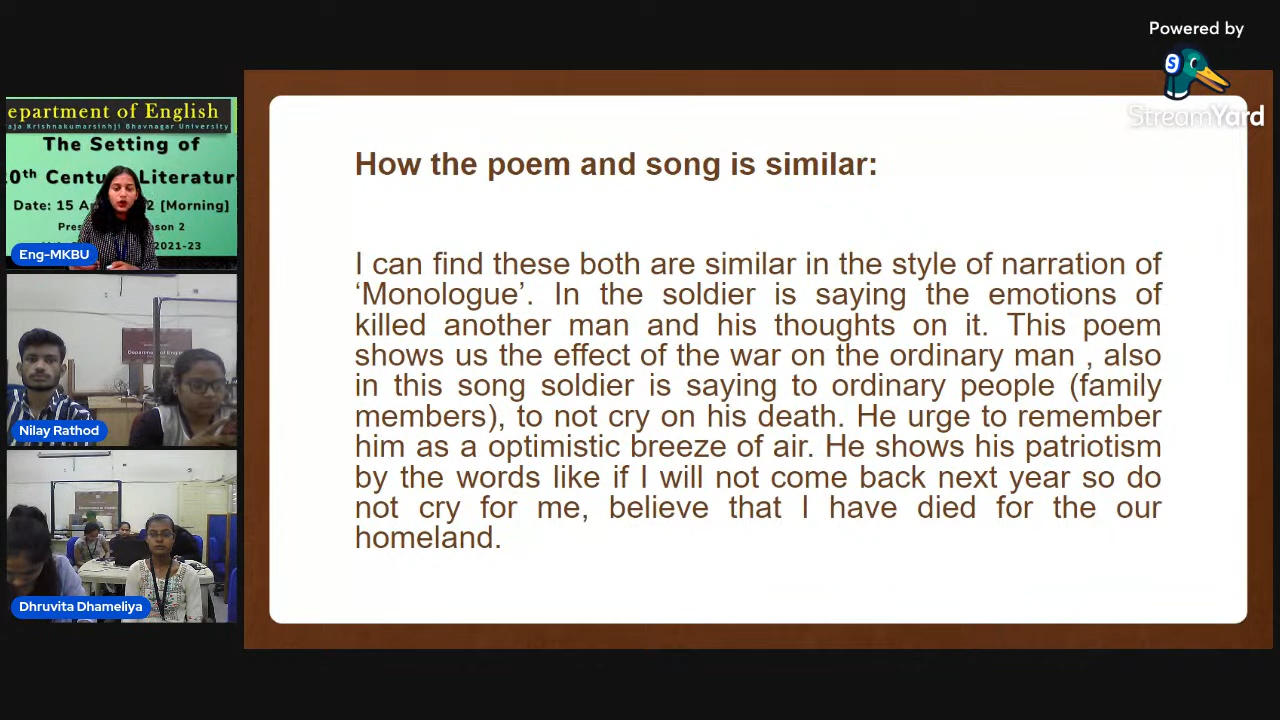 Powered by
StreamYard
epartment of English
aja Krishnakumarsinhji Bhavnagar University
The Setting of
0th Centu Literatur
Date: 15 A 2 [Morning)
Pres son 2
2021-23
Eng-MKBU
Nilay Rathod
Dhruvita Dhameliya
How the poem and song is similar:
I can find these both are similar in the style of narration of
‘Monologue’. In the soldier is saying the emotions of
killed another man and his thoughts on it. This poem
shows us the effect of the war on the ordinary man , also
in this song soldier is saying to ordinary people (family
members), to not cry on his death. He urge to remember
him as a optimistic breeze of air. He shows his patriotism
by the words like if I will not come back next year so do
not cry for me, believe that I have died for the our
homeland.